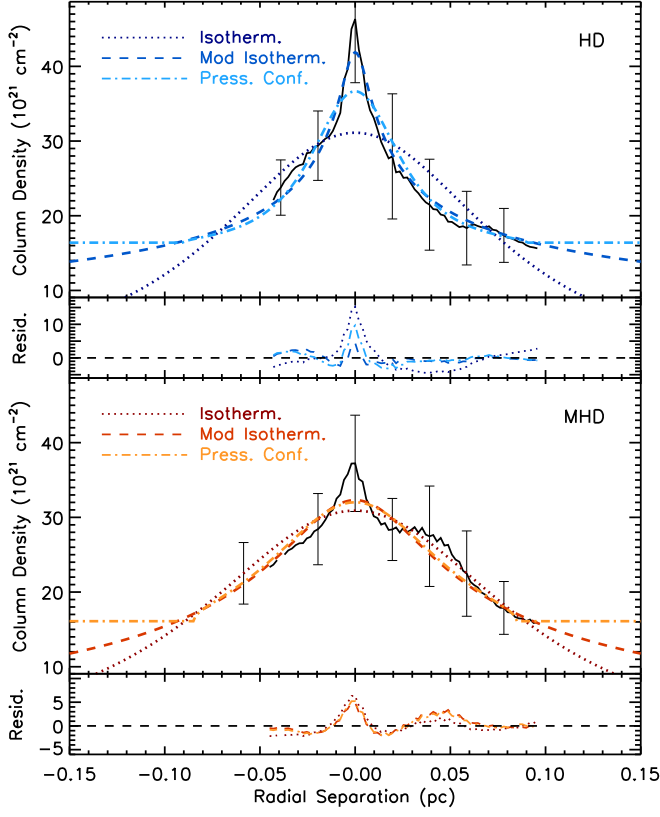 Isotherm. HD
Mod Isotherm.
Press. Conf.
40
30
20
10
Column Density (10²¹ cm⁻²)
10
0
Resid.
Isotherm. MHD
Mod Isotherm.
Press. Conf.
40
30
20
10
Column Density (10²¹ cm⁻²)
5
0
−5
Resid.
−0.15 −0.10 −0.05 −0.00 0.05 0.10 0.15
Radial Separation (pc)